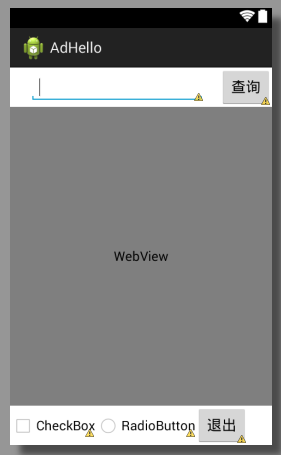 AdHello
查询
WebView
CheckBox RadioButton 退出